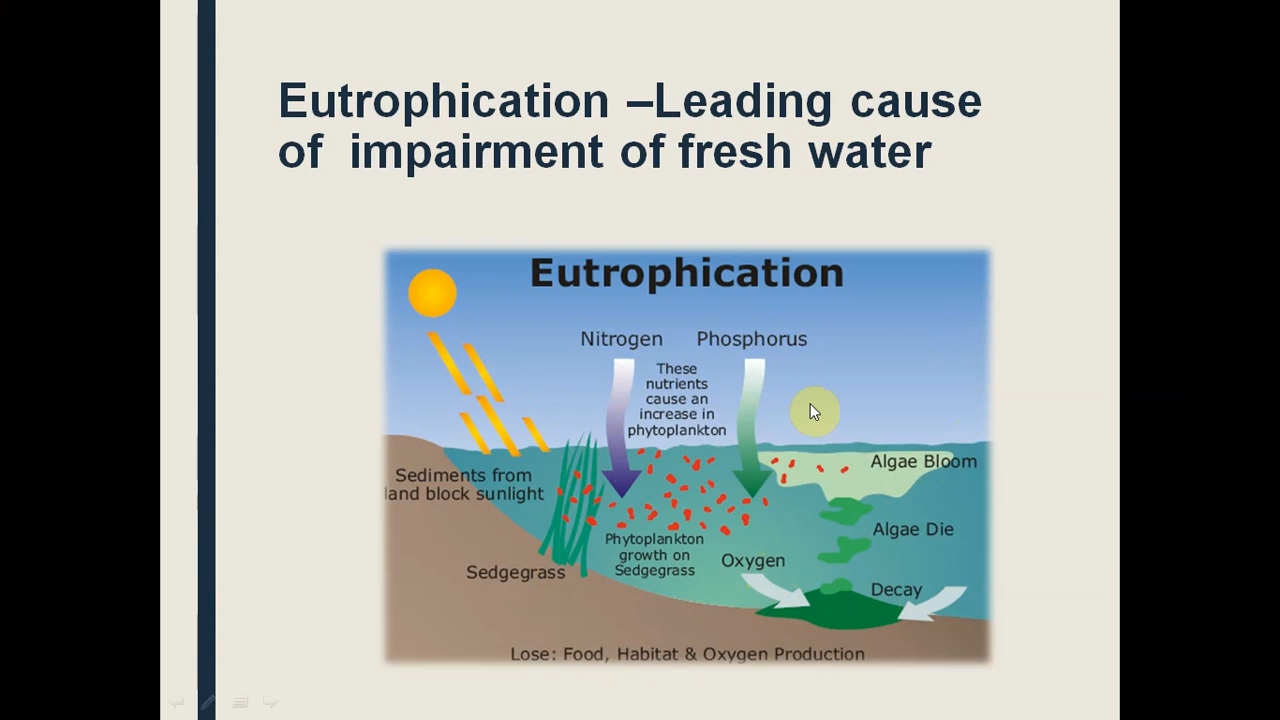 Eutrophication –Leading cause
of impairment of fresh water
Eutrophication
Nitrogen
Phosphorus
These
nutrients
cause an
increase in
phytoplankton
Sediments from
land block sunlight
Algae Bloom
Algae Die
Phytoplankton
growth on
Sedgegrass
Oxygen
Sedgegrass
Decay
Lose: Food, Habitat & Oxygen Production